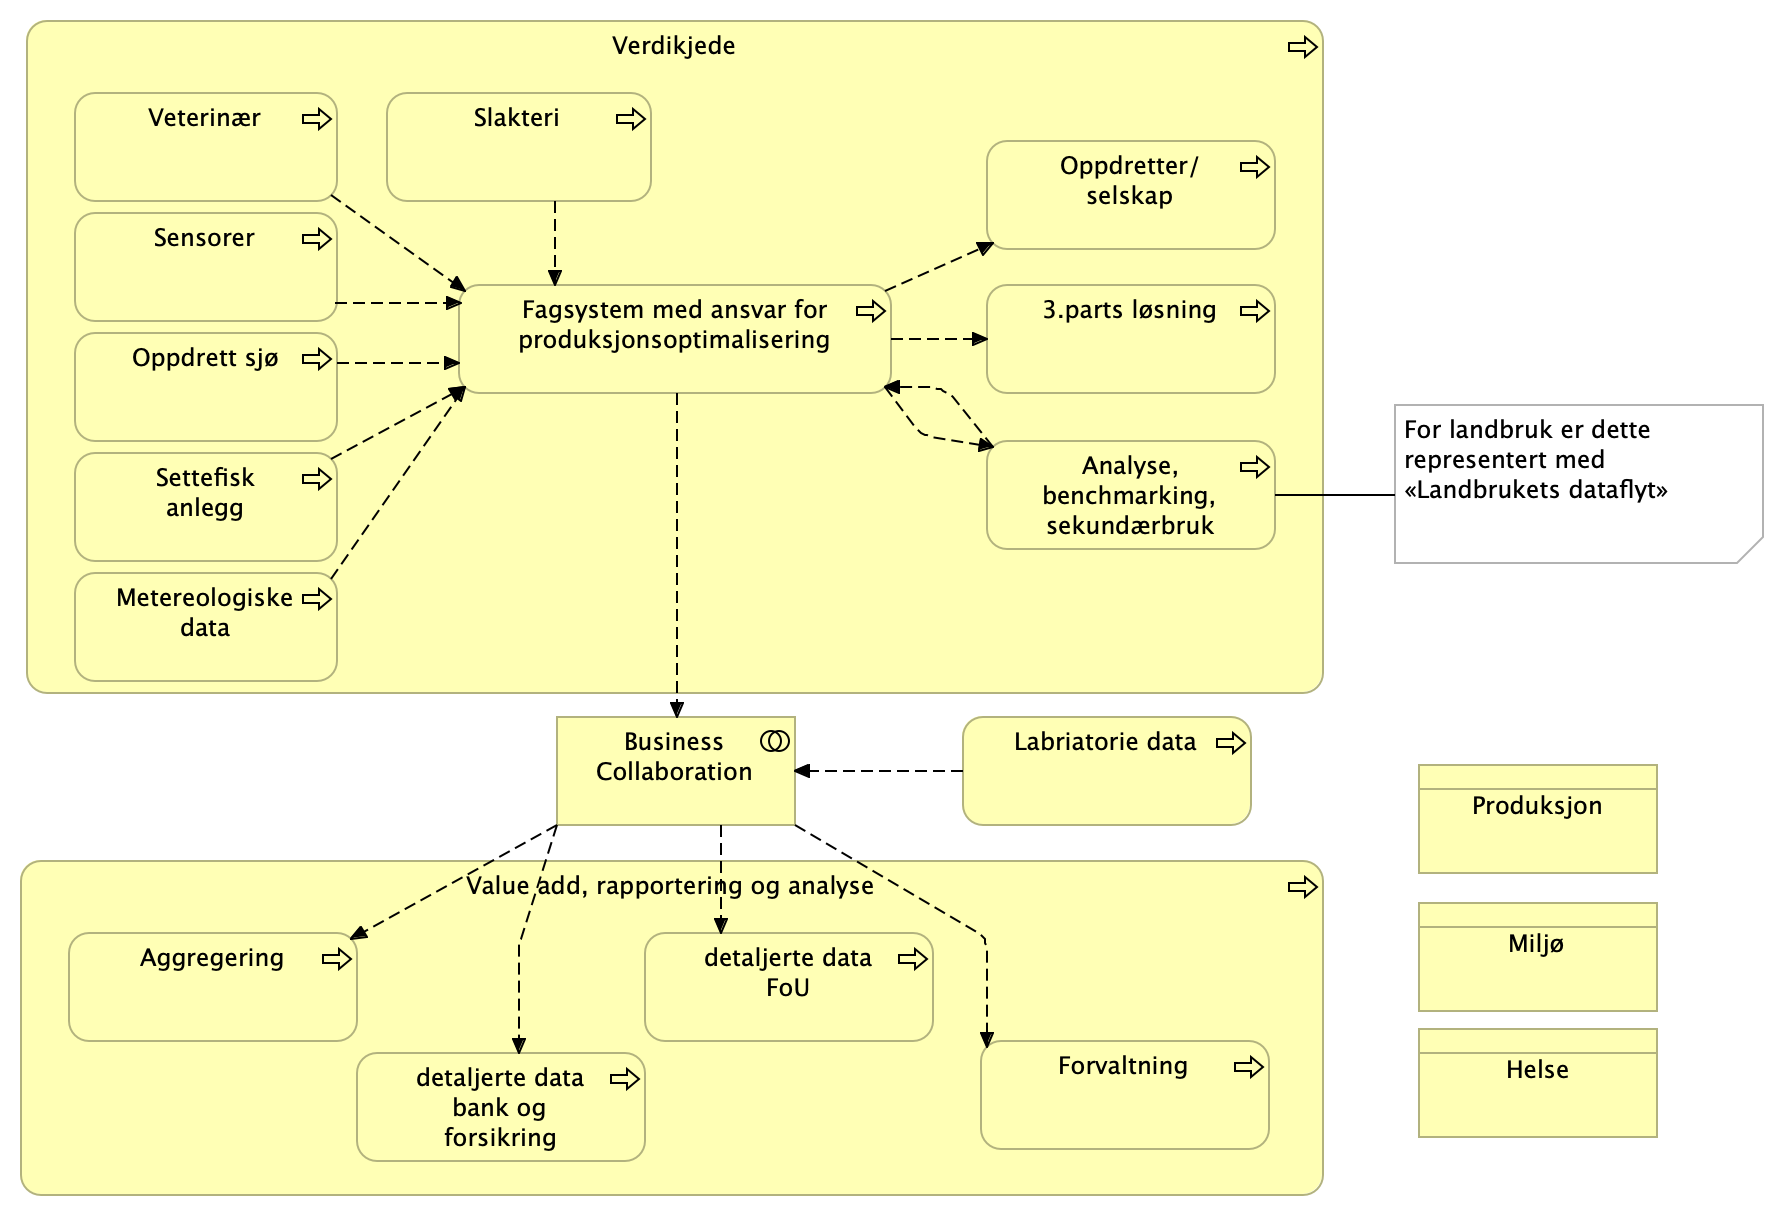 Verdikjede
Veterinær
Slakteri
Oppdretter/
selskap
Sensorer
Fagsystem med ansvar for
produksjonsoptimalisering
3.parts løsning
Oppdrett sjø
Analyse,
benchmarking,
sekundærbruk
For landbruk er dette
representert med
«Landbrukets dataflyt»
Settefisk
anlegg
Metereologiske
data
Business
Collaboration
Labriatorie data
Produksjon
Value add, rapportering og analyse
Aggregering
detaljerte data
FoU
Miljø
detaljerte data
bank og
forsikring
Forvaltning
Helse